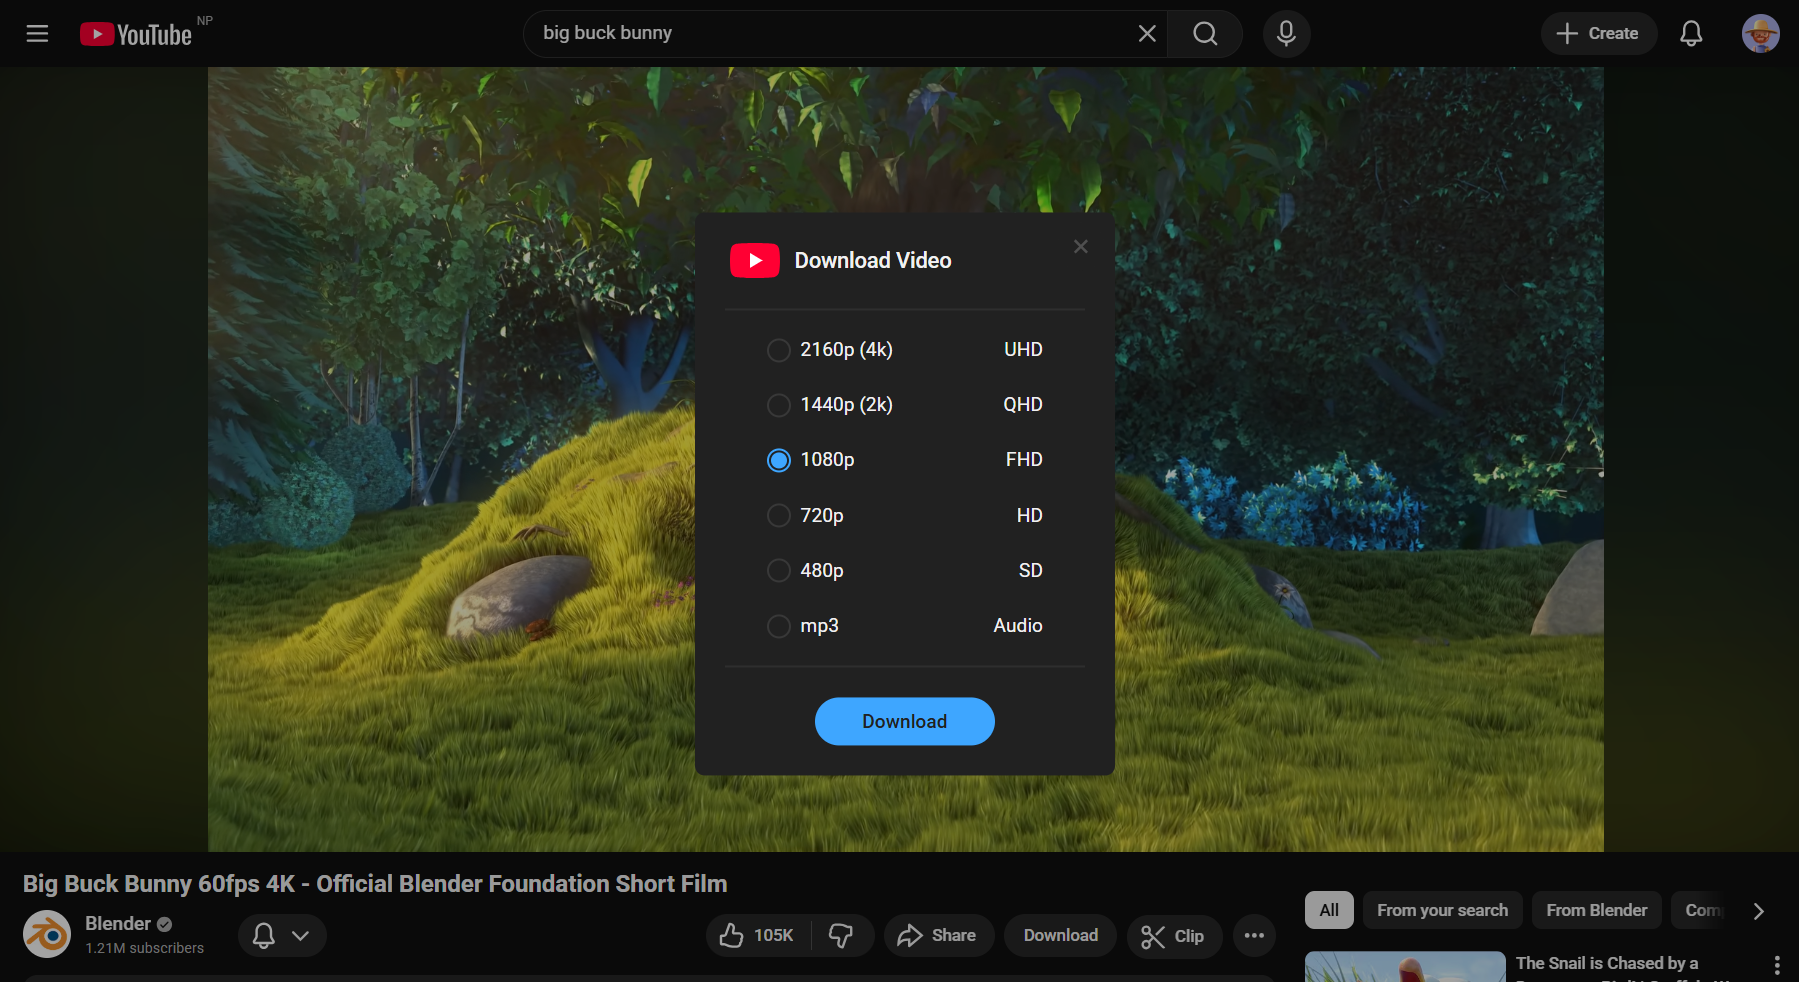 YouTube NP
big buck bunny
Create
Download Video
2160p (4k) UHD
1440p (2k) QHD
1080p FHD
720p HD
480p SD
mp3 Audio
Download
Big Buck Bunny 60fps 4K - Official Blender Foundation Short Film
Blender
1.21M subscribers
105K
Share
Download
Clip
All
From your search
From Blender
The Snail is Chased by a